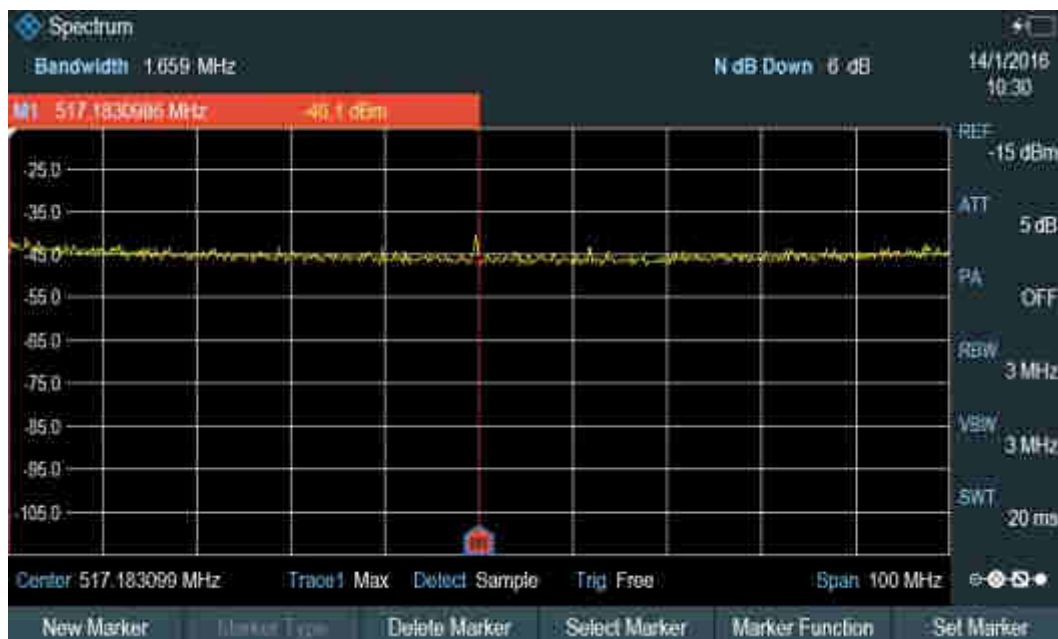 Spectrum
Bandwidth 1.659 MHz
N dB Down 6 dB
14/1/2016
10:30
M1 517.1830986 MHz -46.1 dBm
REF
-15 dBm
-25.0
-35.0
ATT
5 dB
-45.0
PA
OFF
-55.0
-65.0
RBW
3 MHz
-75.0
-85.0
VBW
3 MHz
-95.0
SWT
-105.0
20 ms
Center 517.183099 MHz Trace1 Max Detect Sample Trig Free Span 100 MHz
New Marker Marker Type Delete Marker Select Marker Marker Function Set Marker